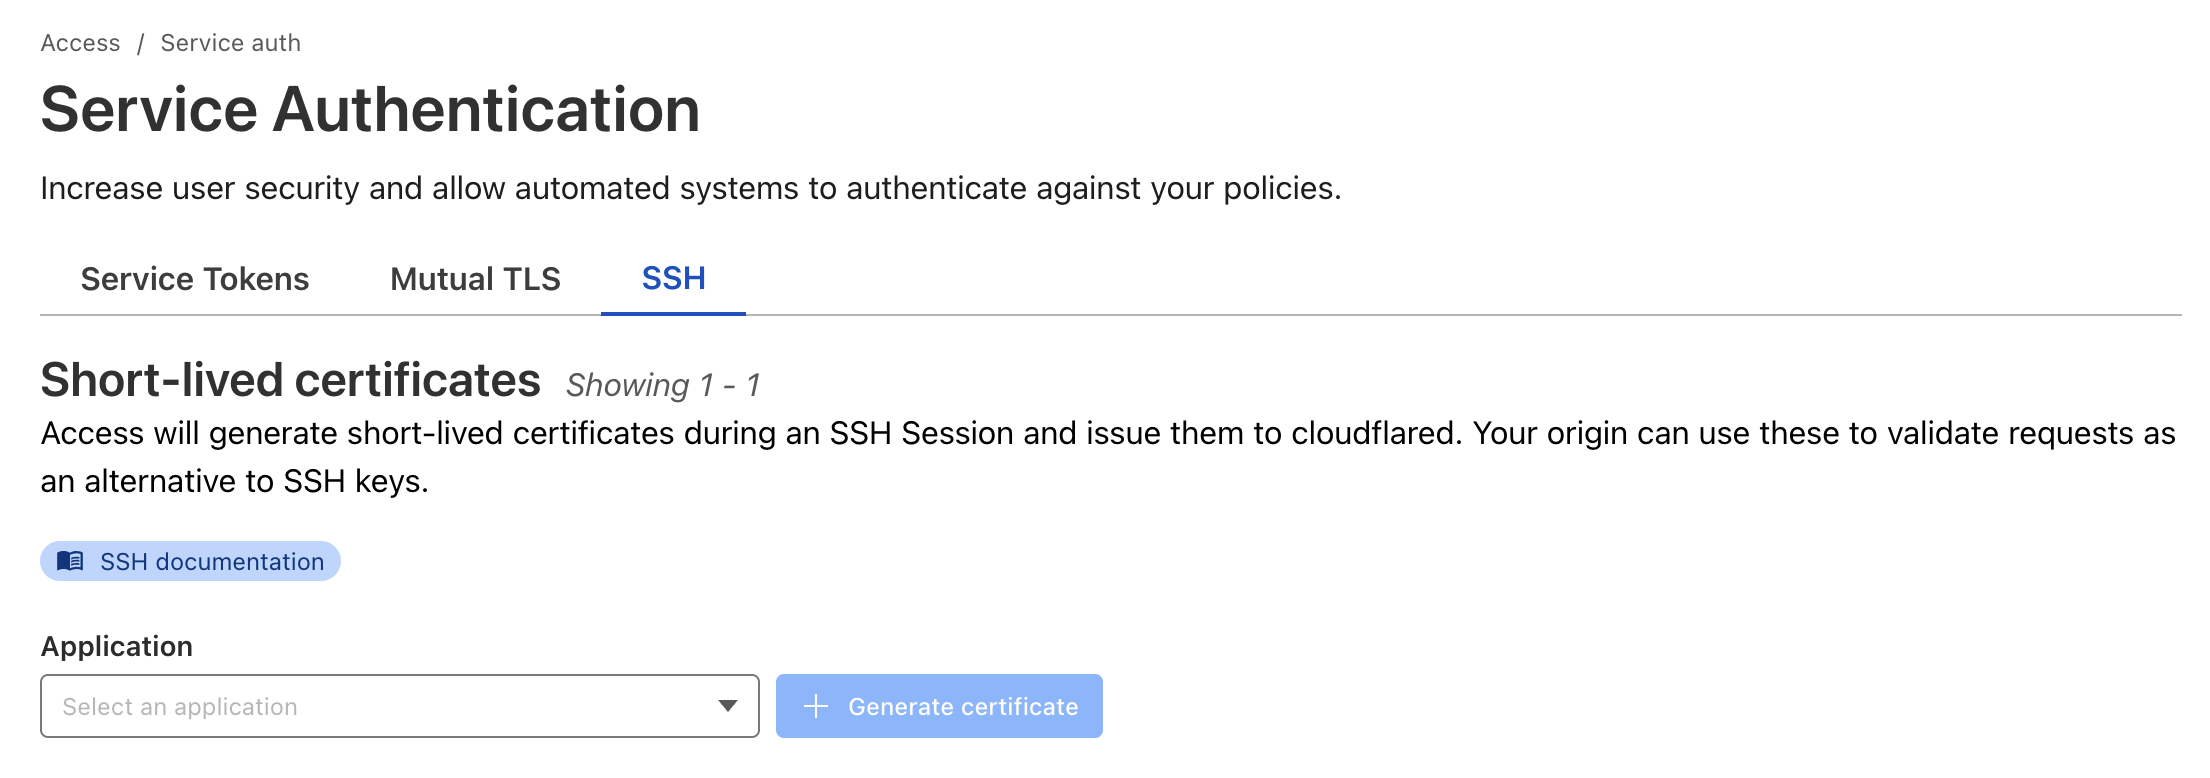 Access / Service auth
Service Authentication
Increase user security and allow automated systems to authenticate against your policies.
Service Tokens Mutual TLS SSH
Short-lived certificates Showing 1 - 1
Access will generate short-lived certificates during an SSH Session and issue them to cloudflared. Your origin can use these to validate requests as
an alternative to SSH keys.
SSH documentation
Application
Select an application + Generate certificate